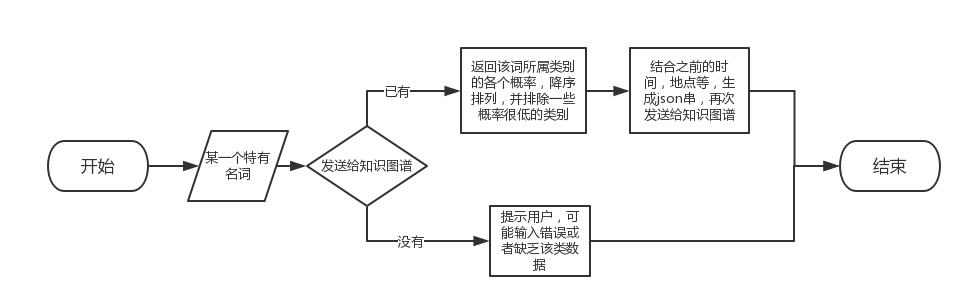 开始
某一个特有
名词
发送给知识图谱
已有
返回该词所属类别
的各个概率，降序
排列，并排除一些
概率很低的类别
结合之前的时
间，地点等，生
成json串，再次
发送给知识图谱
没有
提示用户，可
能输入错误或
者缺乏该类数
据
结束